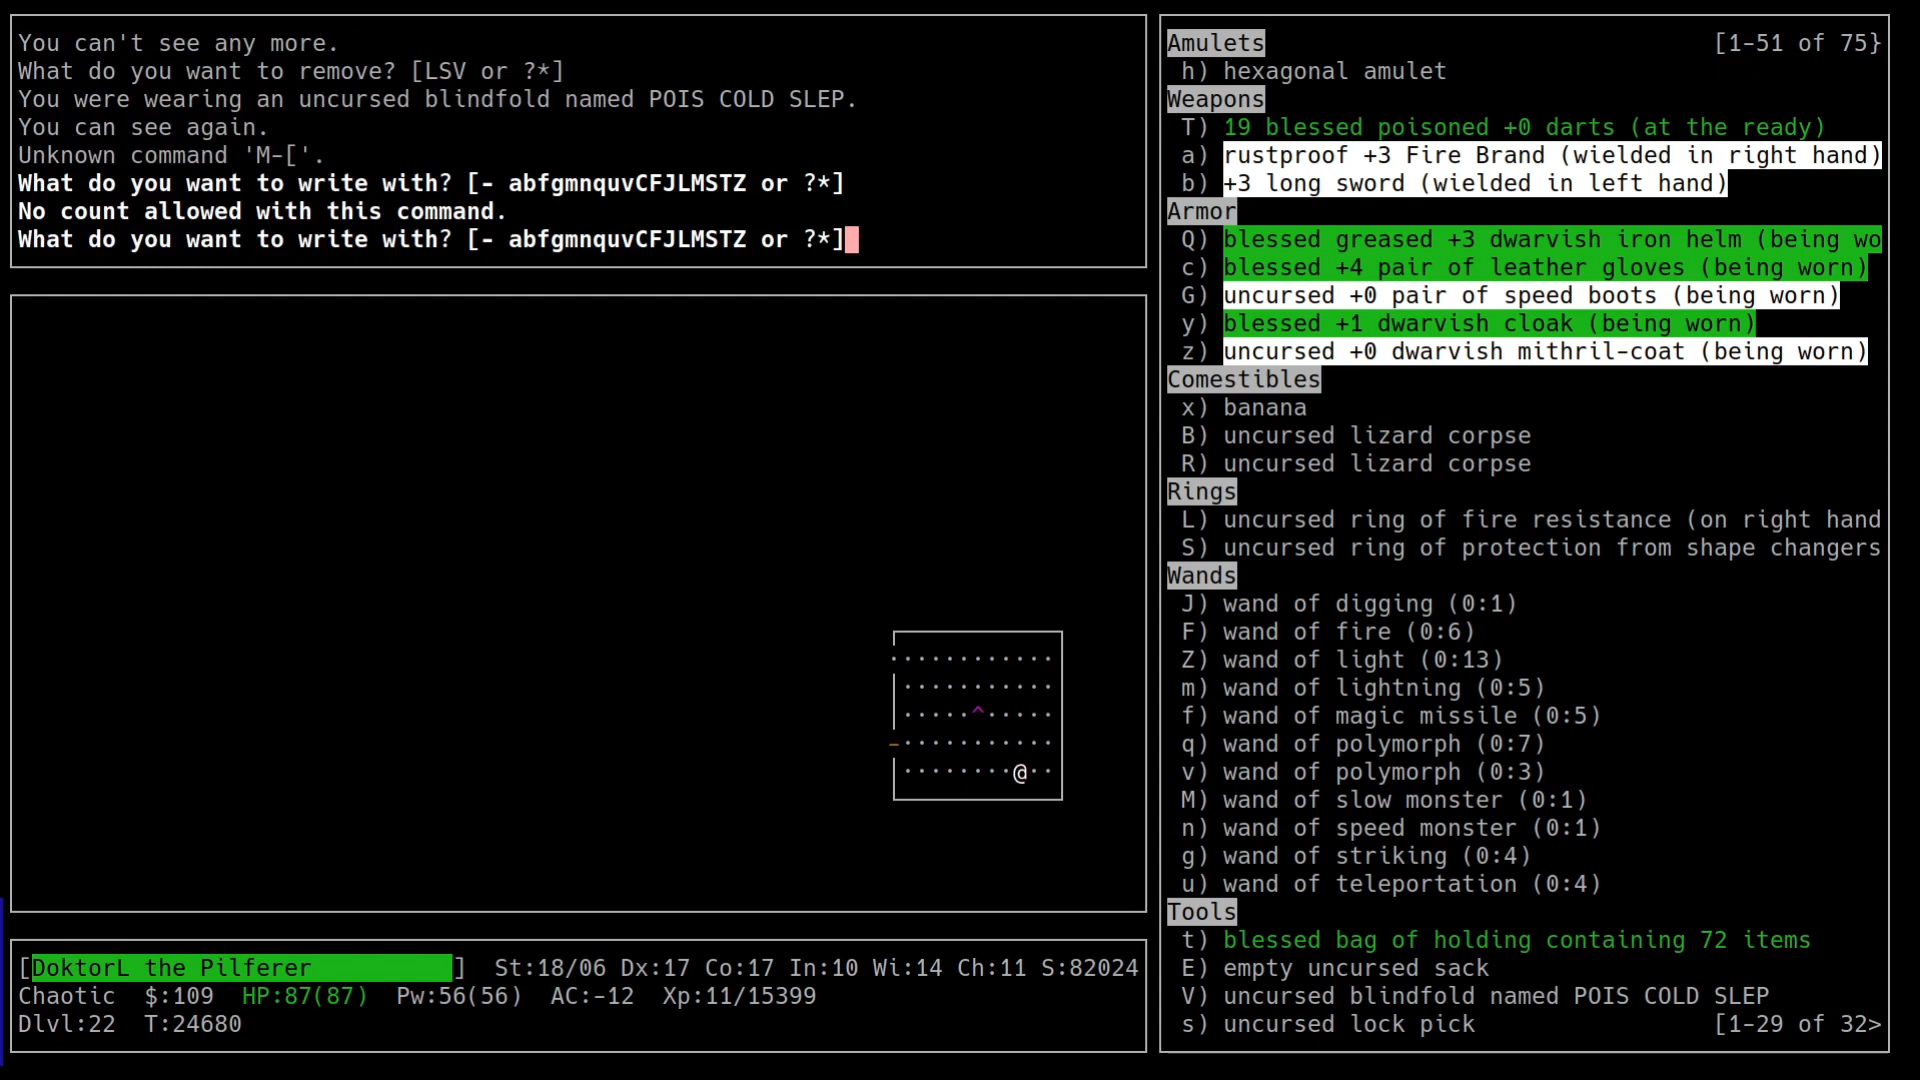 You can't see any more.
What do you want to remove? [LSV or ?*]
You were wearing an uncursed blindfold named POIS COLD SLEP.
You can see again.
Unknown command 'M-['.
What do you want to write with? [- abfgmnquvCFJLMSTZ or ?*]
No count allowed with this command.
What do you want to write with? [- abfgmnquvCFJLMSTZ or ?*]
...........
..........
.....^.....
-..........
........@..
[DoktorL the Pilferer] St:18/06 Dx:17 Co:17 In:10 Wi:14 Ch:11 S:82024
Chaotic $:109 HP:87(87) Pw:56(56) AC:-12 Xp:11/15399
Dlvl:22 T:24680
Amulets [1-51 of 75}
h) hexagonal amulet
Weapons
T) 19 blessed poisoned +0 darts (at the ready)
a) rustproof +3 Fire Brand (wielded in right hand)
b) +3 long sword (wielded in left hand)
Armor
Q) blessed greased +3 dwarvish iron helm (being wo
c) blessed +4 pair of leather gloves (being worn)
G) uncursed +0 pair of speed boots (being worn)
y) blessed +1 dwarvish cloak (being worn)
z) uncursed +0 dwarvish mithril-coat (being worn)
Comestibles
x) banana
B) uncursed lizard corpse
R) uncursed lizard corpse
Rings
L) uncursed ring of fire resistance (on right hand
S) uncursed ring of protection from shape changers
Wands
J) wand of digging (0:1)
F) wand of fire (0:6)
Z) wand of light (0:13)
m) wand of lightning (0:5)
f) wand of magic missile (0:5)
q) wand of polymorph (0:7)
v) wand of polymorph (0:3)
M) wand of slow monster (0:1)
n) wand of speed monster (0:1)
g) wand of striking (0:4)
u) wand of teleportation (0:4)
Tools
t) blessed bag of holding containing 72 items
E) empty uncursed sack
V) uncursed blindfold named POIS COLD SLEP
s) uncursed lock pick [1-29 of 32>